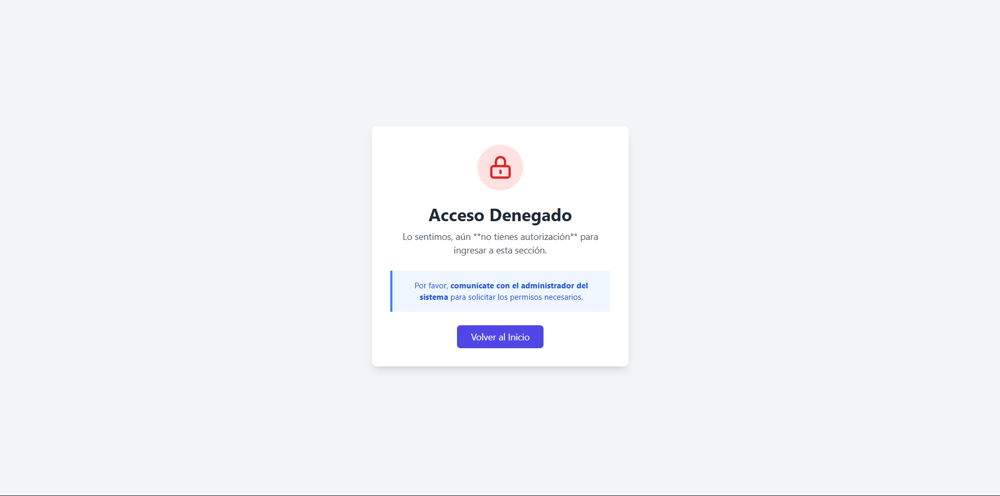 Acceso Denegado
Lo sentimos, aún **no tienes autorización** para
ingresar a esta sección.
Por favor, comunícate con el administrador del
sistema para solicitar los permisos necesarios.
Volver al Inicio